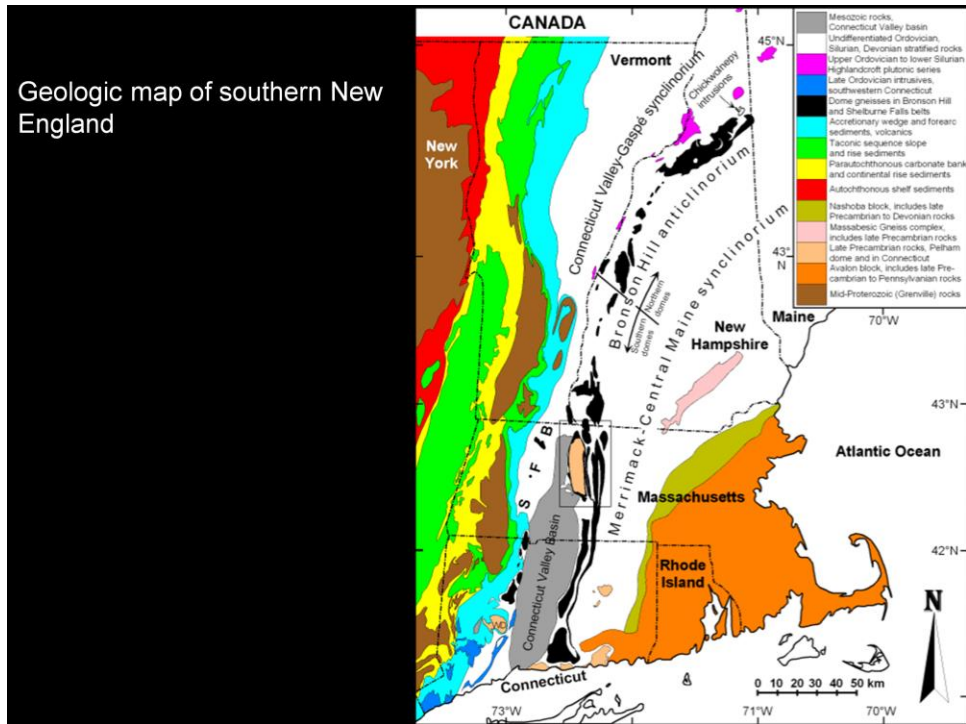 Geologic map of southern New
England
CANADA
45°N
Vermont
Chickwolnepy
intrusions
New
York
Connecticut Valley-Gaspé synclinorium
Bronson Hill anticlinorium
Northern
domes
Southern
domes
Merrimack-Central Maine synclinorium
43°
N
Maine
70°W
New
Hampshire
43°N
Atlantic Ocean
B
F
S
Massachusetts
Connecticut Valley Basin
42°N
Rhode
Island
WD
N
Connecticut
0 10 20 30 40 50 km
73°W
72°W
71°W
70°W
Mesozoic rocks,
Connecticut Valley basin
Undifferentiated Ordovician,
Silurian, Devonian stratified rocks
Upper Ordovician to lower Silurian
Highlandcroft plutonic series
Late Ordovician intrusives,
southwestern Connecticut
Dome gneisses in Bronson Hill
and Shelburne Falls belts
Accretionary wedge and forearc
sediments, volcanics
Taconic sequence slope
and rise sediments
Parautochthonous carbonate bank
and continental rise sediments
Autochthonous shelf sediments
Nashoba block, includes late
Precambrian to Devonian rocks
Massabesic Gneiss complex,
includes late Precambrian rocks
Late Precambrian rocks, Pelham
dome and in Connecticut
Avalon block, includes late Pre-
cambrian to Pennsylvanian rocks
Mid-Proterozoic (Grenville) rocks